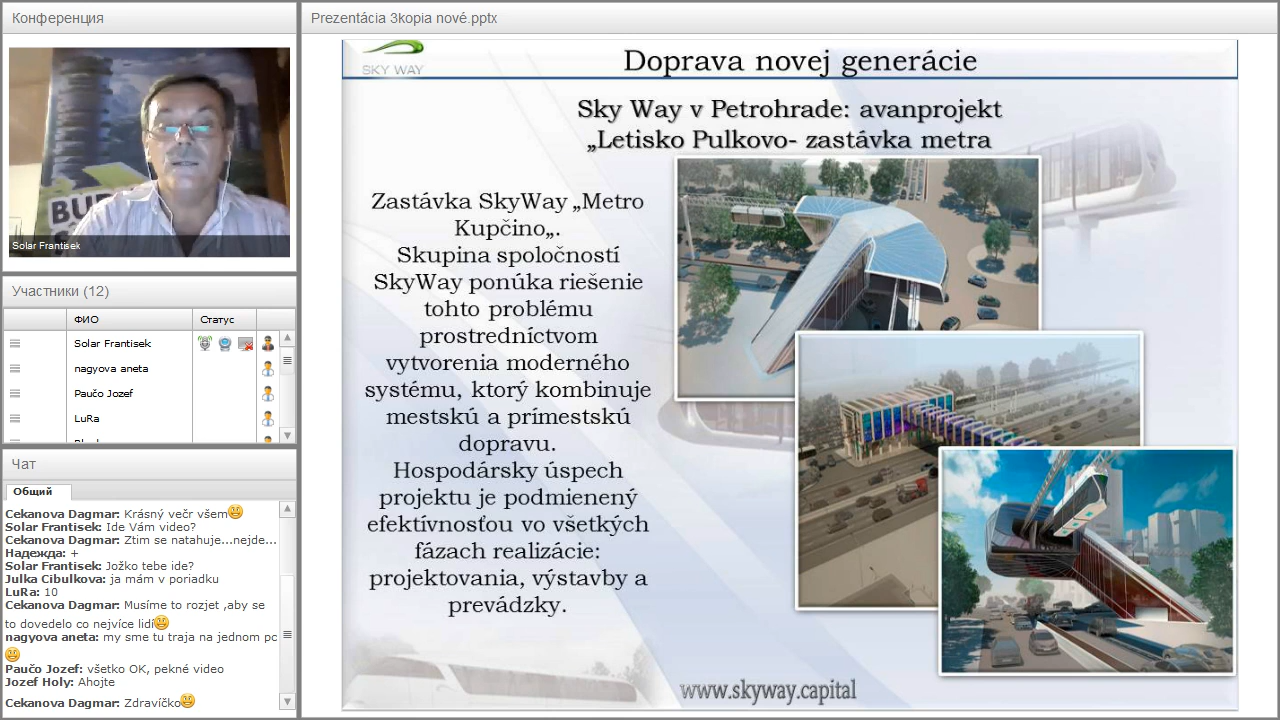 Конференция
Solar Frantisek
Участники (12)
ФИО
Статус
Solar Frantisek
nagyova aneta
Paučo Jozef
LuRa
Чат
Общий
Cekanova Dagmar: Krásný večr všem
Solar Frantisek: Ide Vám video?
Cekanova Dagmar: Ztim se natahuje...nejde...
Надежда: +
Solar Frantisek: Jožko tebe ide?
Julka Cibulkova: ja mám v poriadku
LuRa: 10
Cekanova Dagmar: Musíme to rozjet ,aby se
to dovedelo co nejvíce lidí
nagyova aneta: my sme tu traja na jednom pc
Paučo Jozef: všetko OK, pekné video
Jozef Holy: Ahojte
Cekanova Dagmar: Zdravíčko
Prezentácia 3kopia nové.pptx
SKY WAY
Doprava novej generácie
Sky Way v Petrohrade: avanprojekt
„Letisko Pulkovo- zastávka metra
Zastávka SkyWay „Metro
Kupčino„.
Skupina spoločností
SkyWay ponúka riešenie
tohto problému
prostredníctvom
vytvorenia moderného
systému, ktorý kombinuje
mestskú a prímestskú
dopravu.
Hospodársky úspech
projektu je podmienený
efektívnosťou vo všetkých
fázach realizácie:
projektovania, výstavby a
prevádzky.
www.skyway.capital